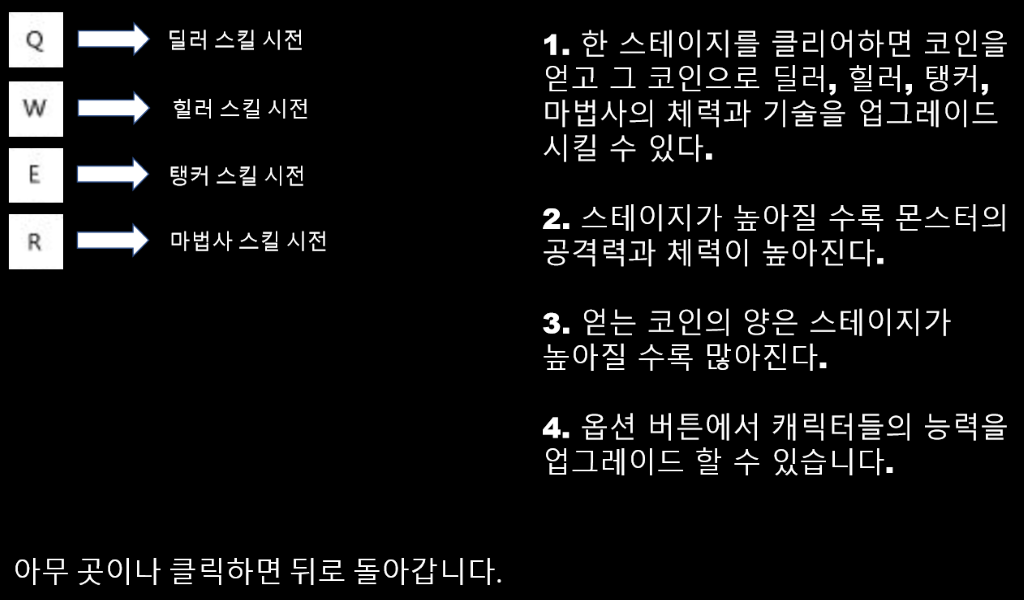 Q 딜러 스킬 시전
W 힐러 스킬 시전
E 탱커 스킬 시전
R 마법사 스킬 시전
1. 한 스테이지를 클리어하면 코인을
얻고 그 코인으로 딜러, 힐러, 탱커,
마법사의 체력과 기술을 업그레이드
시킬 수 있다.
2. 스테이지가 높아질 수록 몬스터의
공격력과 체력이 높아진다.
3. 얻는 코인의 양은 스테이지가
높아질 수록 많아진다.
4. 옵션 버튼에서 캐릭터들의 능력을
업그레이드 할 수 있습니다.
아무 곳이나 클릭하면 뒤로 돌아갑니다.